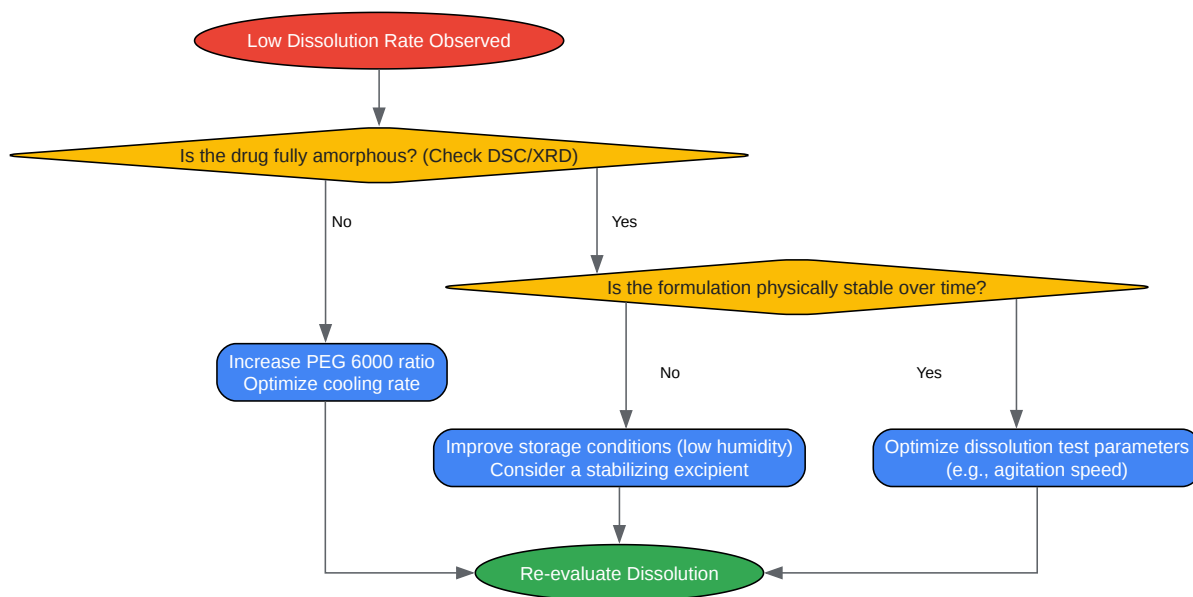 Low Dissolution Rate Observed
Is the drug fully amorphous? (Check DSC/XRD)
No
Yes
Is the formulation physically stable over time?
Increase PEG 6000 ratio
Optimize cooling rate
No
Yes
Improve storage conditions (low humidity)
Consider a stabilizing excipient
Optimize dissolution test parameters
(e.g., agitation speed)
Re-evaluate Dissolution